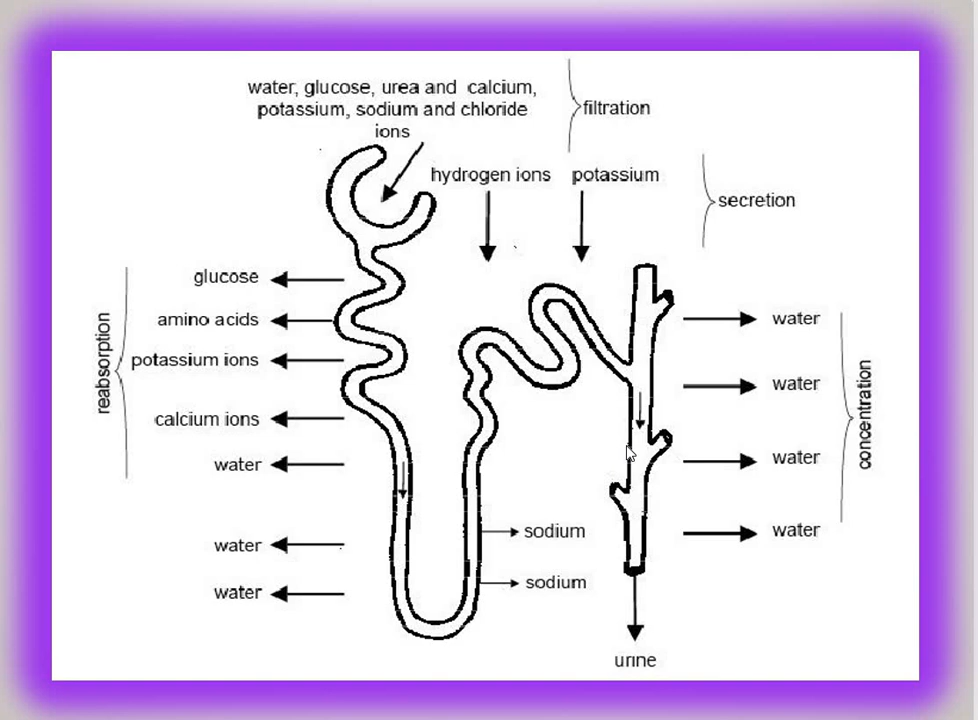 water, glucose, urea and calcium,
potassium, sodium and chloride
ions
filtration
hydrogen ions
potassium
secretion
glucose
amino acids
potassium ions
calcium ions
water
water
water
reabsorption
sodium
sodium
water
water
water
water
concentration
urine